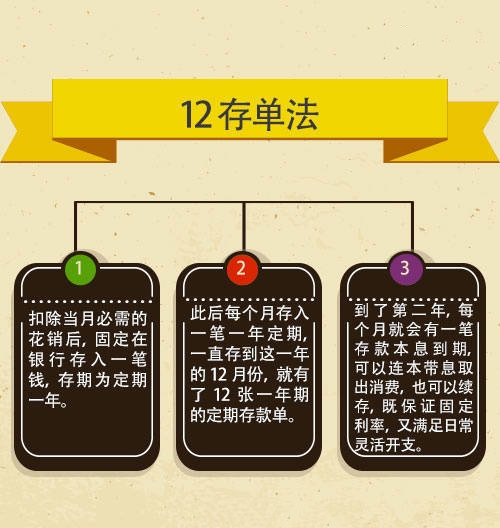 12存单法
1
扣除当月必需的
花销后, 固定在
银行存入一笔
钱, 存期为定期
一年。
2
此后每个月存入
一笔一年定期,
一直存到这一年
的 12 月份, 就有
了 12 张一年期
的定期存款单。
3
到了第二年, 每
个月就会有一笔
存款本息到期,
可以连本带息取
出消费, 也可以续
存, 既保证固定
利率, 又满足日常
灵活开支。